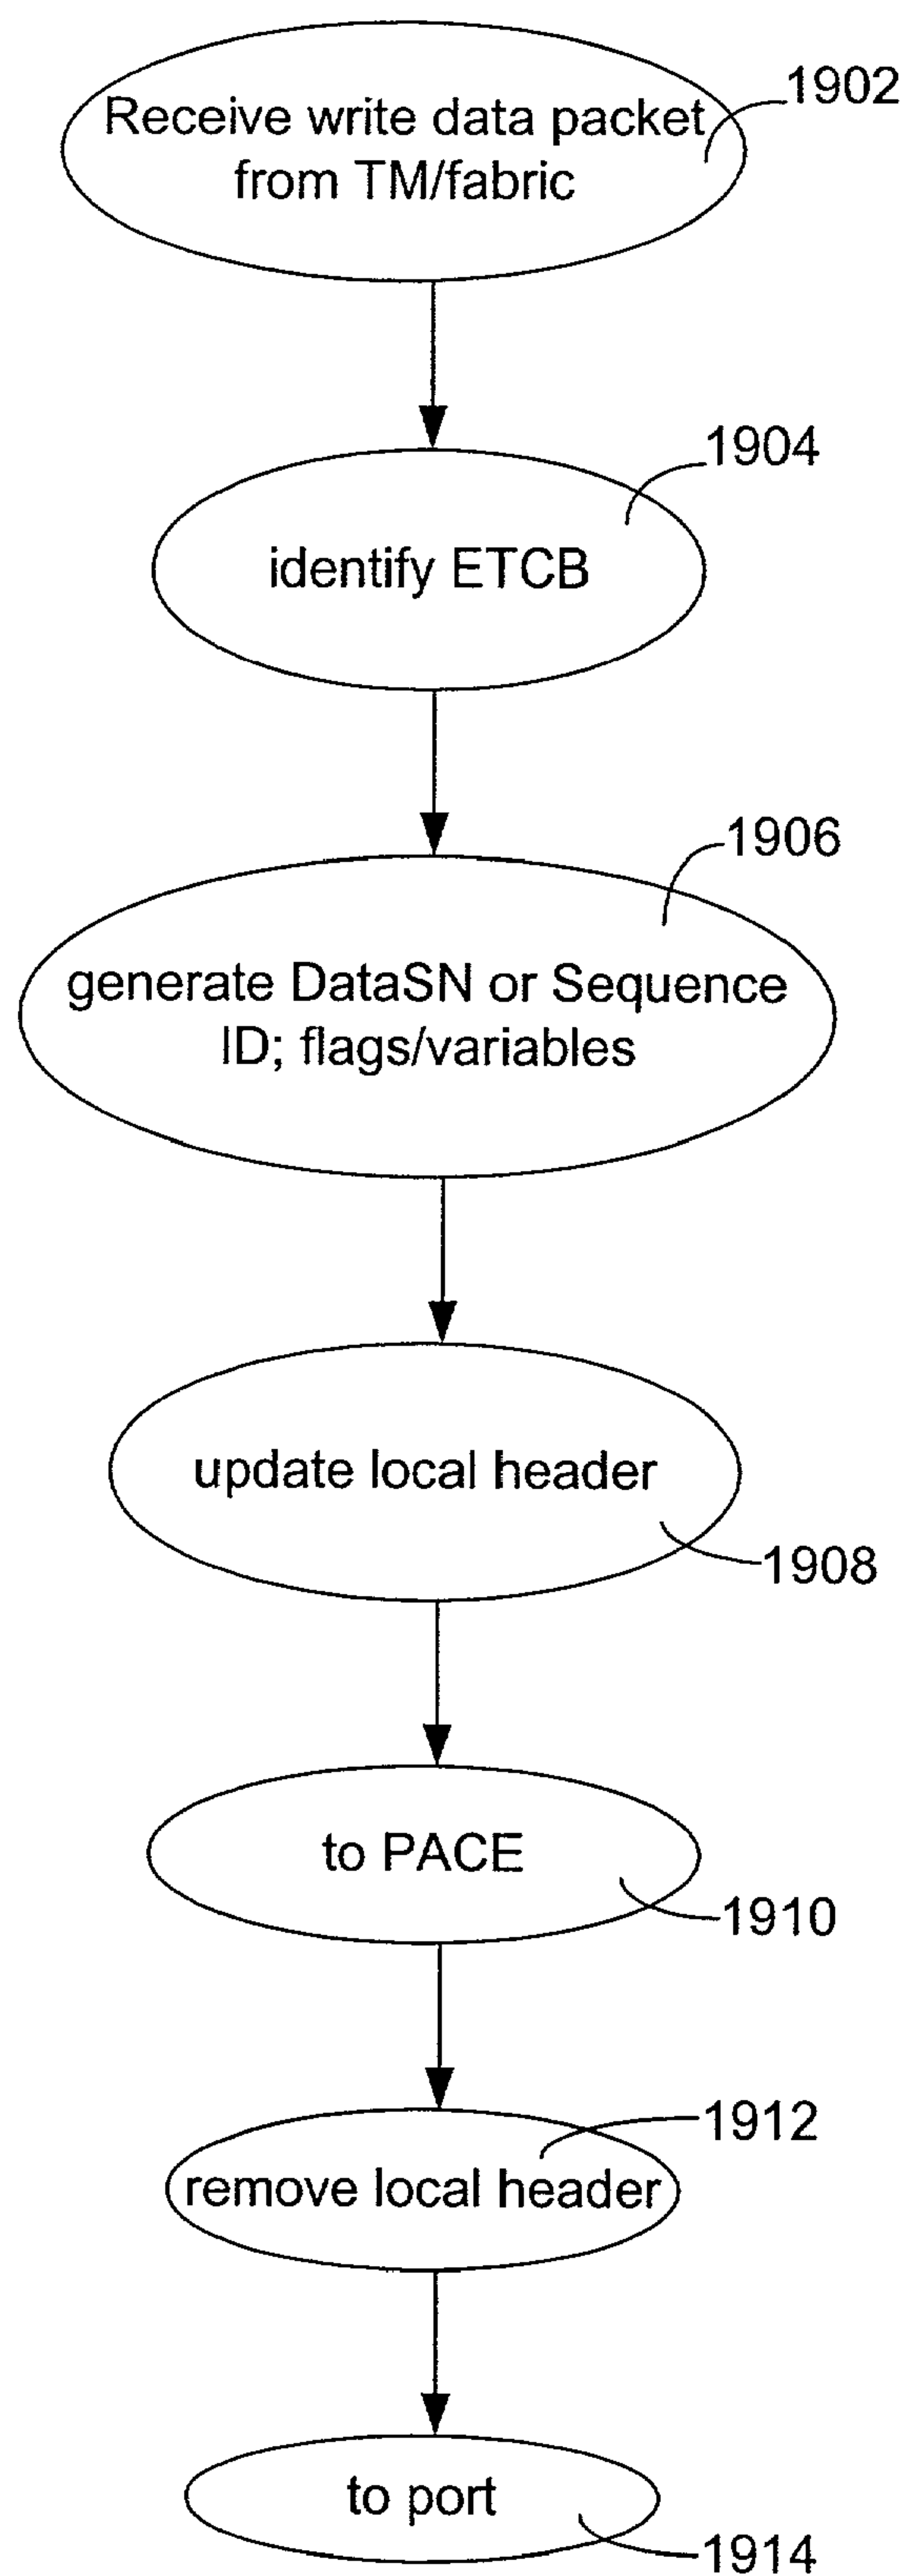 1902
Receive write data packet
from TM/fabric
1904
identify ETCB
1906
generate DataSN or Sequence
ID; flags/variables
update local header
1908
to PACE
1910
1912
remove local header
to port
1914